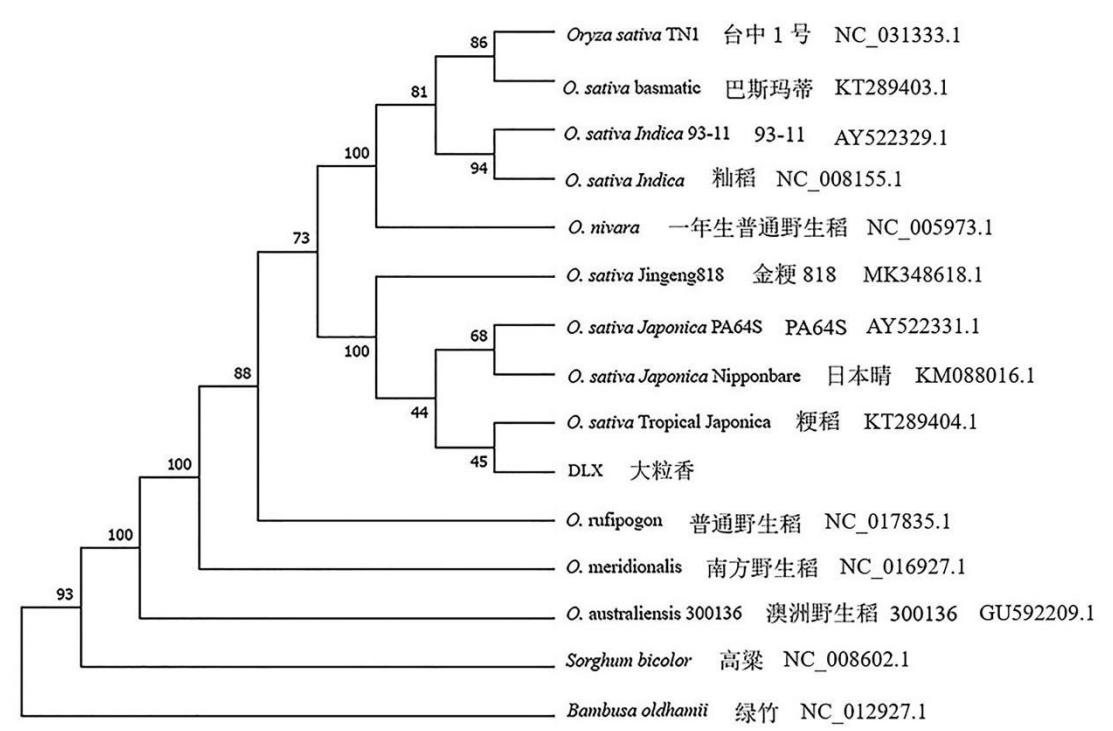 Oryza sativa TN1 台中 1 号 NC_031333.1
86
O. sativa basmatic 巴斯玛蒂 KT289403.1
81
O. sativa Indica 93-11 93-11 AY522329.1
100
94
O. sativa Indica 籼稻 NC_008155.1
O. nivara 一年生普通野生稻 NC_005973.1
73
O. sativa Jingeng818 金粳 818 MK348618.1
O. sativa Japonica PA64S PA64S AY522331.1
68
100
O. sativa Japonica Nipponbare 日本晴 KM088016.1
88
44
O. sativa Tropical Japonica 粳稻 KT289404.1
45
DLX 大粒香
100
O. rufipogon 普通野生稻 NC_017835.1
100
O. meridionalis 南方野生稻 NC_016927.1
93
O. australiensis 300136 澳洲野生稻 300136 GU592209.1
Sorghum bicolor 高粱 NC_008602.1
Bambusa oldhamii 绿竹 NC_012927.1